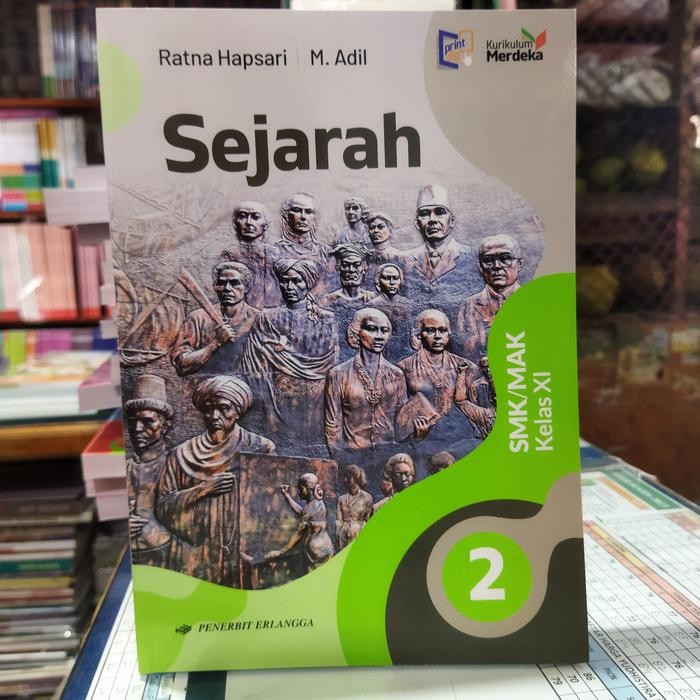 Ratna Hapsari | M. Adil
print
Kurikulum
Merdeka
Sejarah
SMK/MAK
Kelas XI
2
PENERBIT ERLANGGA